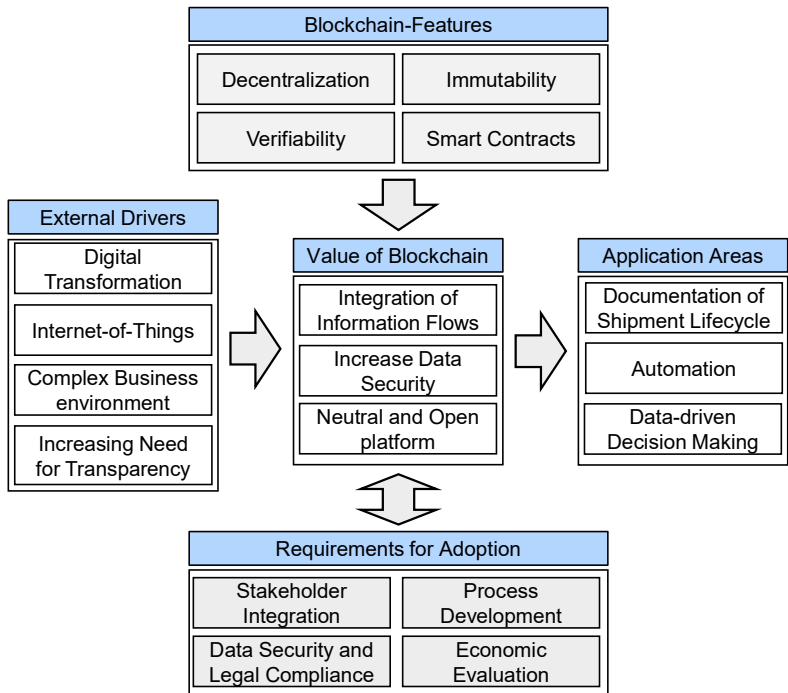 Blockchain-Features
Decentralization
Immutability
Verifiability
Smart Contracts
External Drivers
Digital
Transformation
Internet-of-Things
Complex Business
environment
Increasing Need
for Transparency
Value of Blockchain
Integration of
Information Flows
Increase Data
Security
Neutral and Open
platform
Application Areas
Documentation of
Shipment Lifecycle
Automation
Data-driven
Decision Making
Requirements for Adoption
Stakeholder
Integration
Process
Development
Data Security and
Legal Compliance
Economic
Evaluation